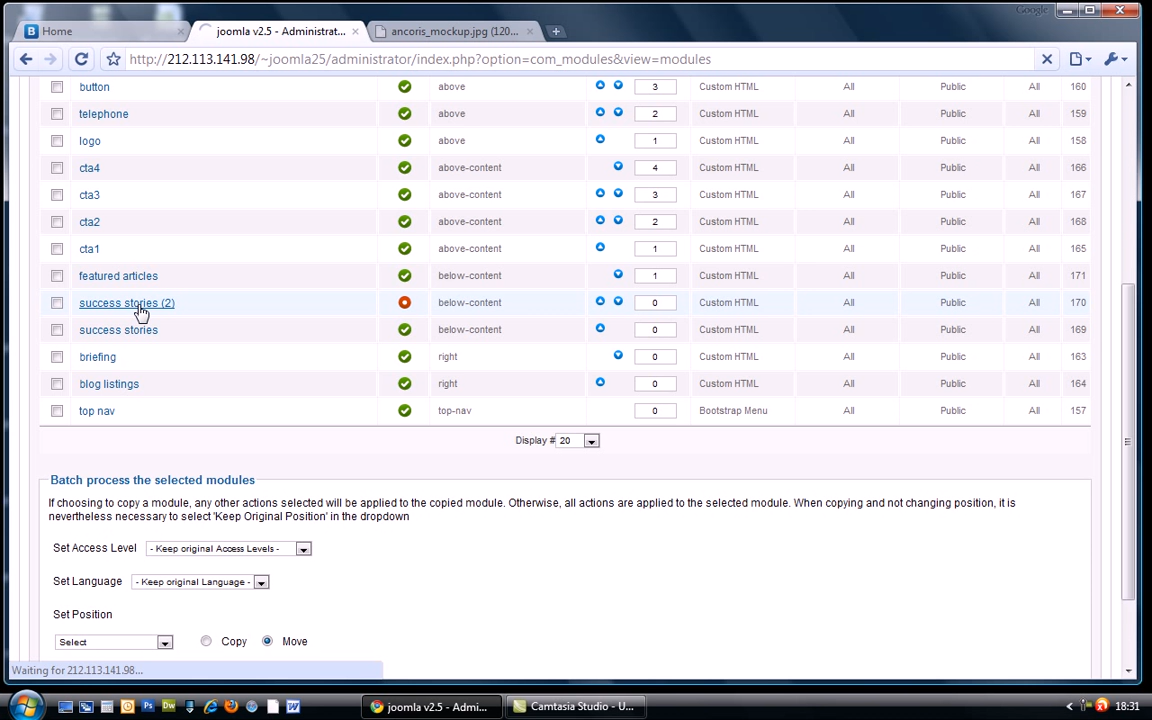 Google
Home
joomla v2.5 - Administrat...
ancoris_mockup.jpg (120...
http://212.113.141.98/~joomla25/administrator/index.php?option=com_modules&view=modules
button above 3 Custom HTML All Public All 160
telephone above 2 Custom HTML All Public All 159
logo above 1 Custom HTML All Public All 158
cta4 above-content 4 Custom HTML All Public All 166
cta3 above-content 3 Custom HTML All Public All 167
cta2 above-content 2 Custom HTML All Public All 168
cta1 above-content 1 Custom HTML All Public All 165
featured articles below-content 1 Custom HTML All Public All 171
success stories (2) below-content 0 Custom HTML All Public All 170
success stories below-content 0 Custom HTML All Public All 169
briefing right 0 Custom HTML All Public All 163
blog listings right 0 Custom HTML All Public All 164
top nav top-nav 0 Bootstrap Menu All Public All 157
Display # 20
Batch process the selected modules
If choosing to copy a module, any other actions selected will be applied to the copied module. Otherwise, all actions are applied to the selected module. When copying and not changing position, it is
nevertheless necessary to select 'Keep Original Position' in the dropdown
Set Access Level - Keep original Access Levels -
Set Language - Keep original Language -
Set Position
Select Copy Move
Waiting for 212.113.141.98...
joomla v2.5 - Admi...
Camtasia Studio - U...
18:31